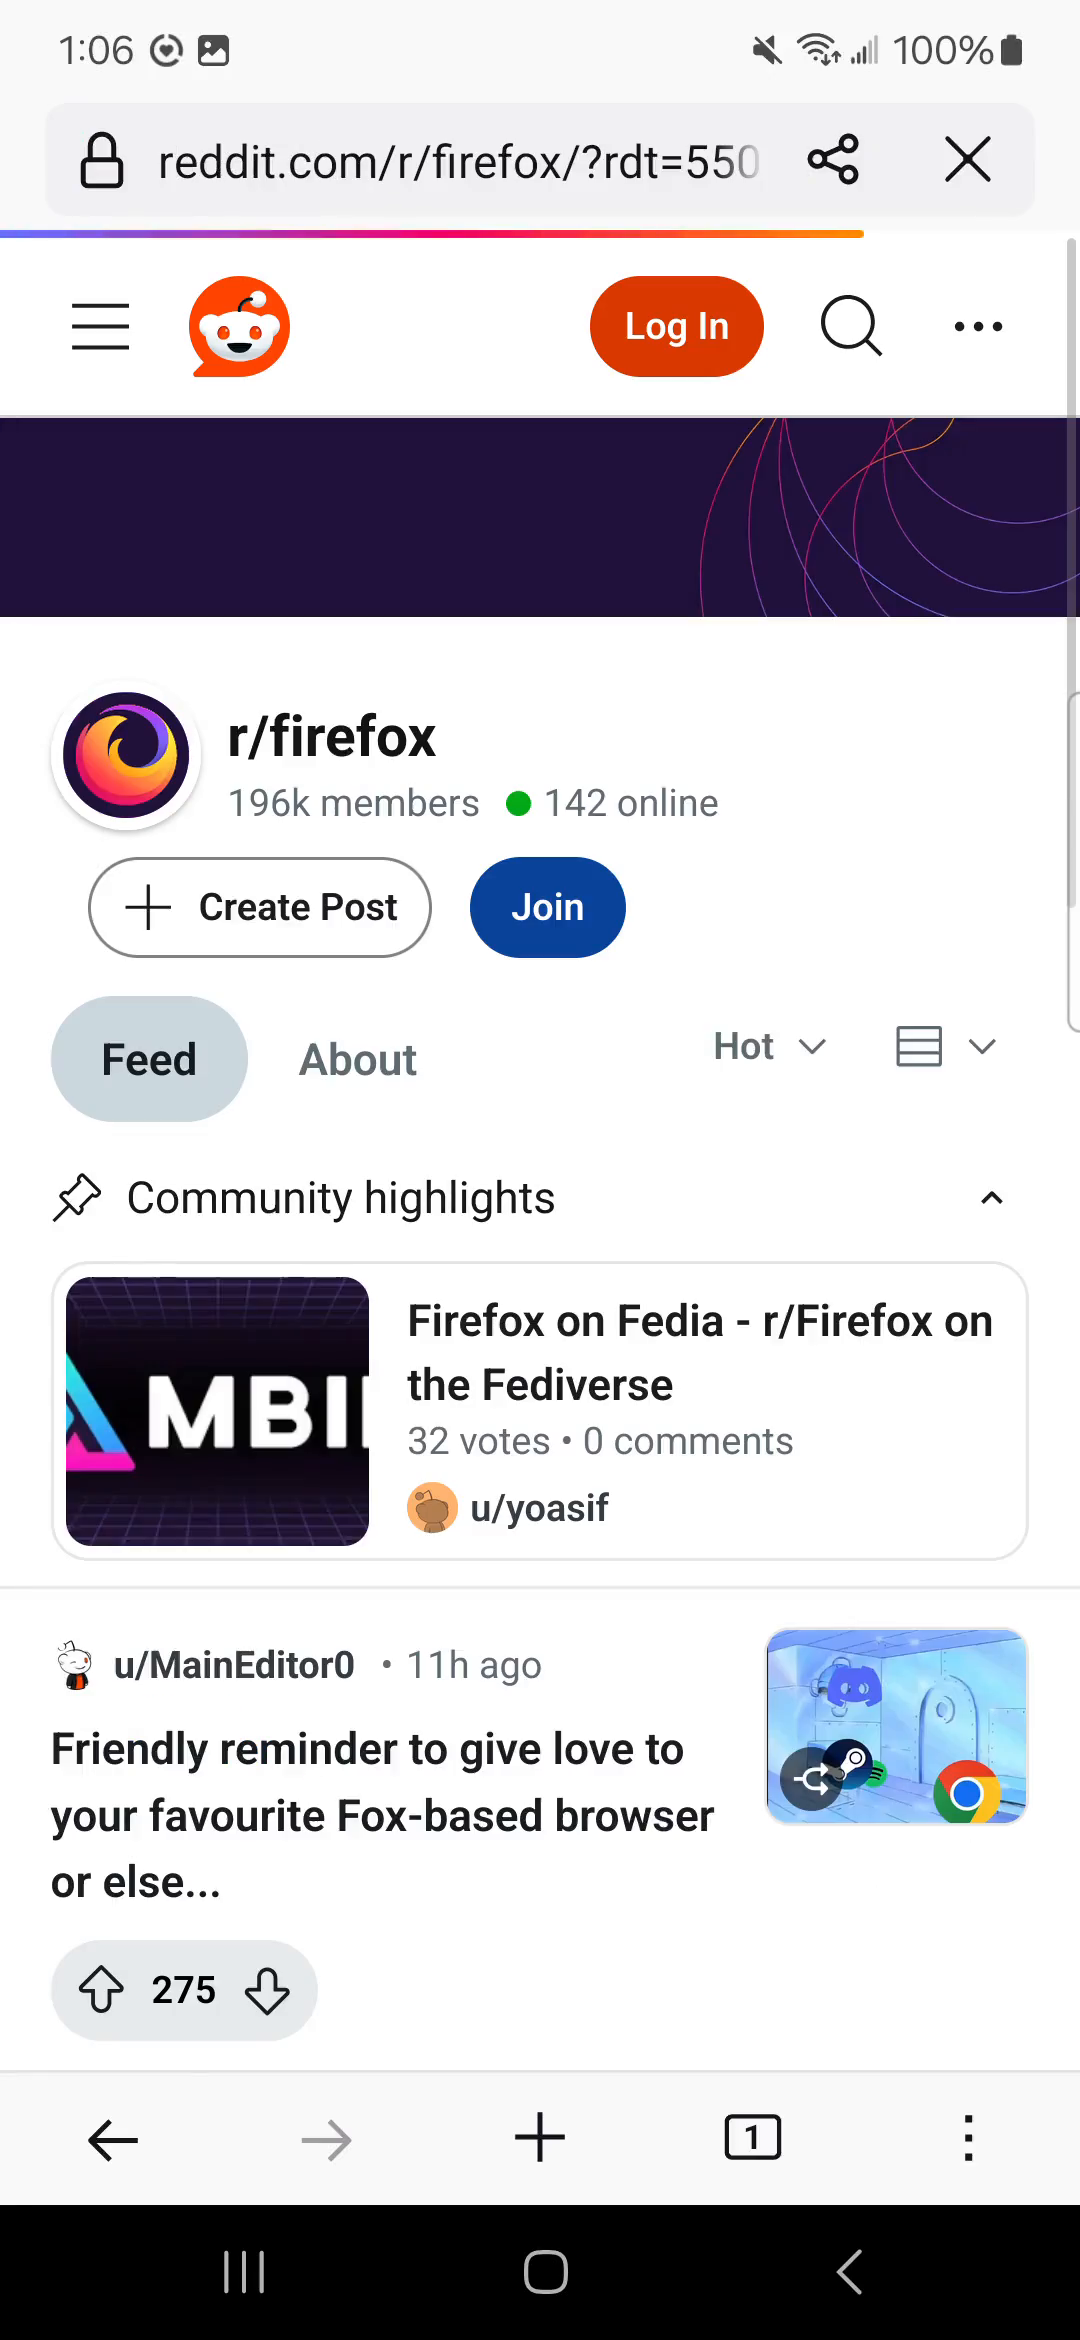 1:06
100%
reddit.com/r/firefox/?rdt=550
Log In
r/firefox
196k members 142 online
Create Post
Join
Feed
About
Hot
Community highlights
MBI
Firefox on Fedia - r/Firefox on
the Fediverse
32 votes • 0 comments
u/yoasif
u/MainEditor0 • 11h ago
Friendly reminder to give love to
your favourite Fox-based browser
or else...
275
1